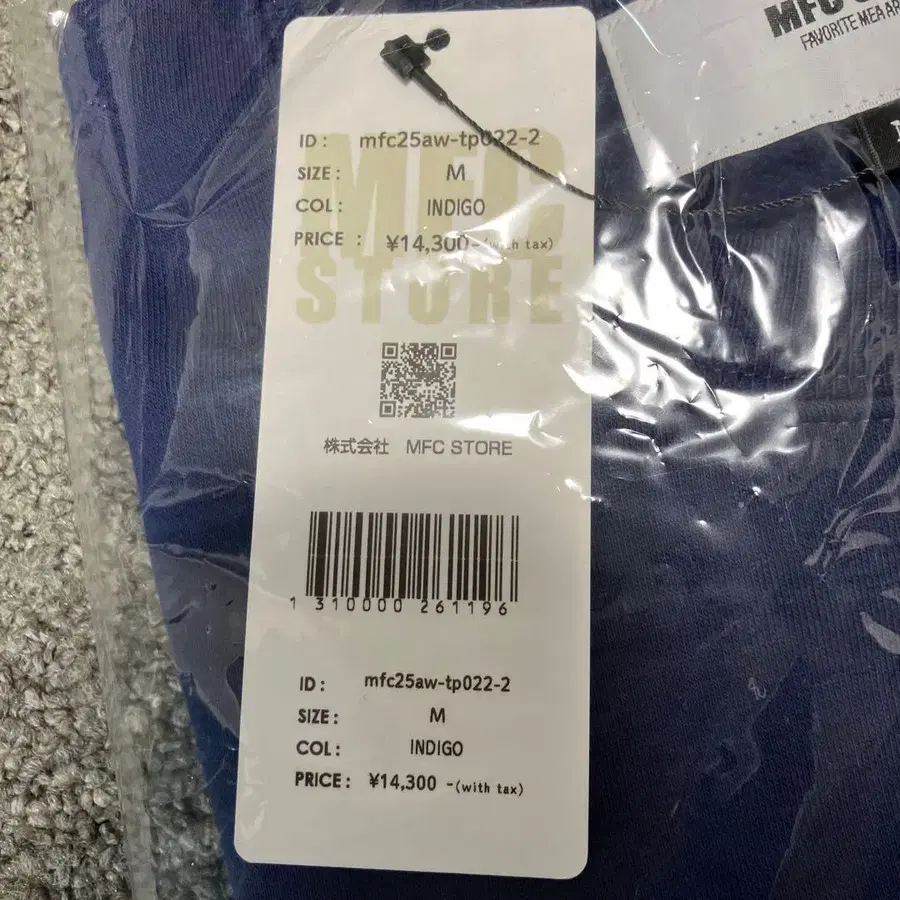 MFC
FAVORITE MEA
ID : mfc25aw-tp022-2
SIZE : M
COL : INDIGO
PRICE : ¥14,300-(with tax)
MFC
STORE
株式会社 MFC STORE
1 310000 261196
ID : mfc25aw-tp022-2
SIZE : M
COL : INDIGO
PRICE : ¥14,300 -(with tax)